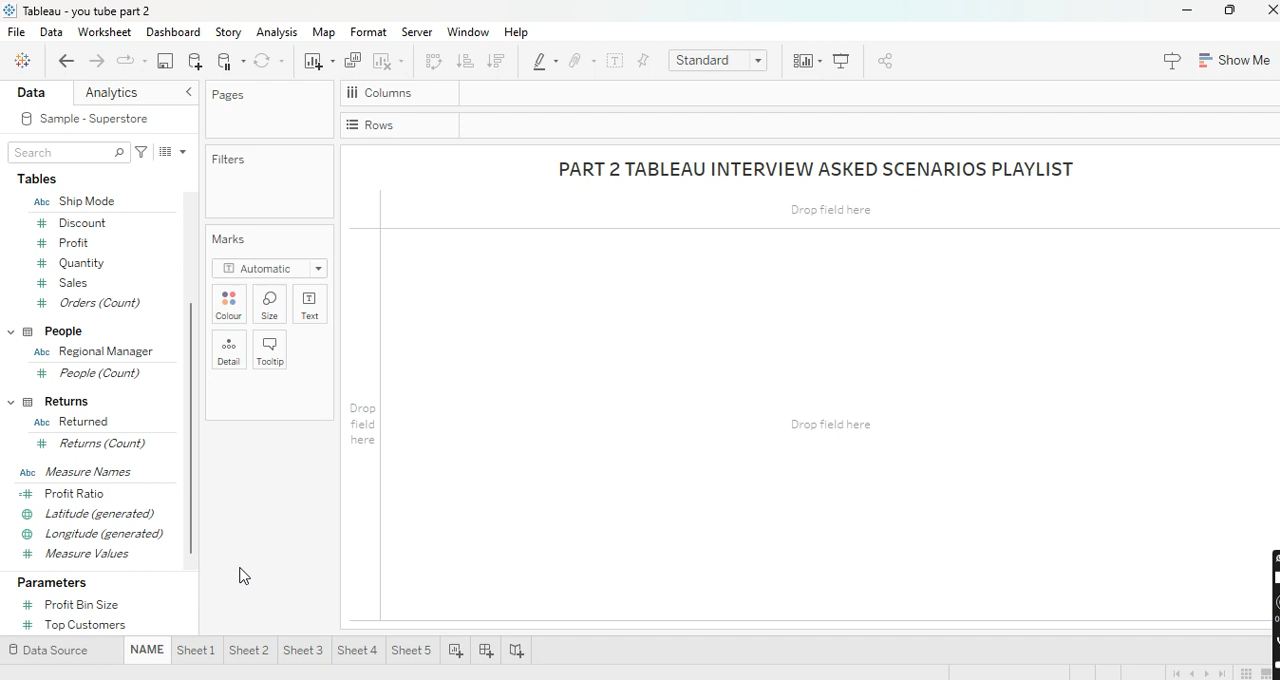 Tableau - you tube part 2
File Data Worksheet Dashboard Story Analysis Map Format Server Window Help
Standard
Show Me
Data Analytics
Sample - Superstore
Search
Tables
Abc Ship Mode
# Discount
# Profit
# Quantity
# Sales
# Orders (Count)
People
Abc Regional Manager
# People (Count)
Returns
Abc Returned
# Returns (Count)
Abc Measure Names
=# Profit Ratio
Latitude (generated)
Longitude (generated)
# Measure Values
Parameters
# Profit Bin Size
# Top Customers
Pages
Filters
Marks
T Automatic
Colour Size Text
Detail Tooltip
Columns
Rows
PART 2 TABLEAU INTERVIEW ASKED SCENARIOS PLAYLIST
Drop field here
Drop
field
here
Drop field here
Data Source NAME Sheet 1 Sheet 2 Sheet 3 Sheet 4 Sheet 5